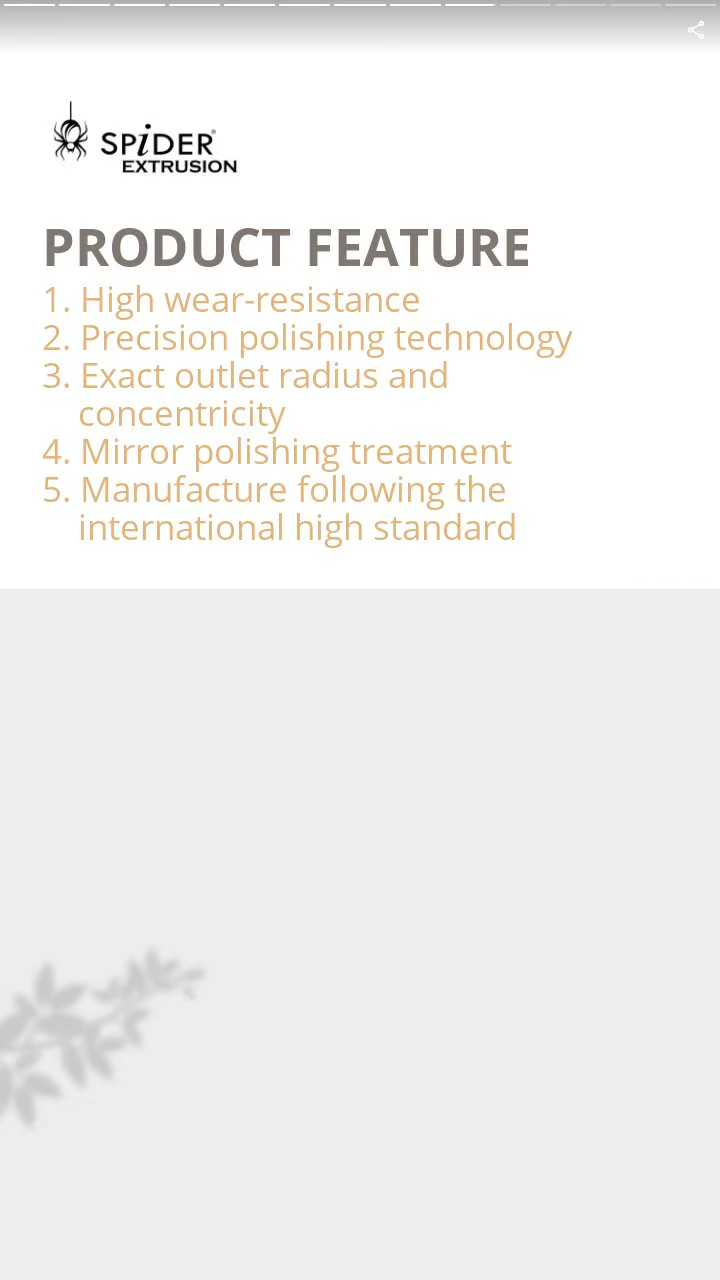 SPiDER®
EXTRUSION
PRODUCT FEATURE
1. High wear-resistance
2. Precision polishing technology
3. Exact outlet radius and
concentricity
4. Mirror polishing treatment
5. Manufacture following the
international high standard